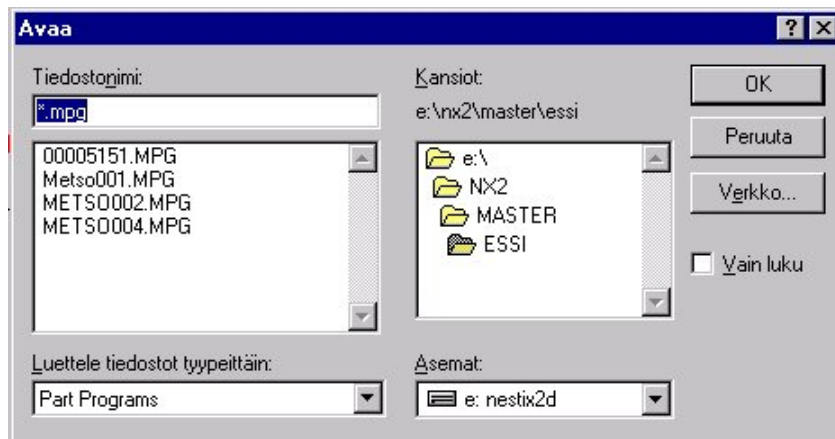 Avaa
Tiedostonimi:
*.mpg
00005151.MPG
Metso001.MPG
METSO002.MPG
METSO004.MPG
Luettele tiedostot tyypeittäin:
Part Programs
Kansiot:
e:\nx2\master\essi
e:\
NX2
MASTER
ESSI
Asemat:
e: nestix2d
OK
Peruuta
Verkko...
Vain luku